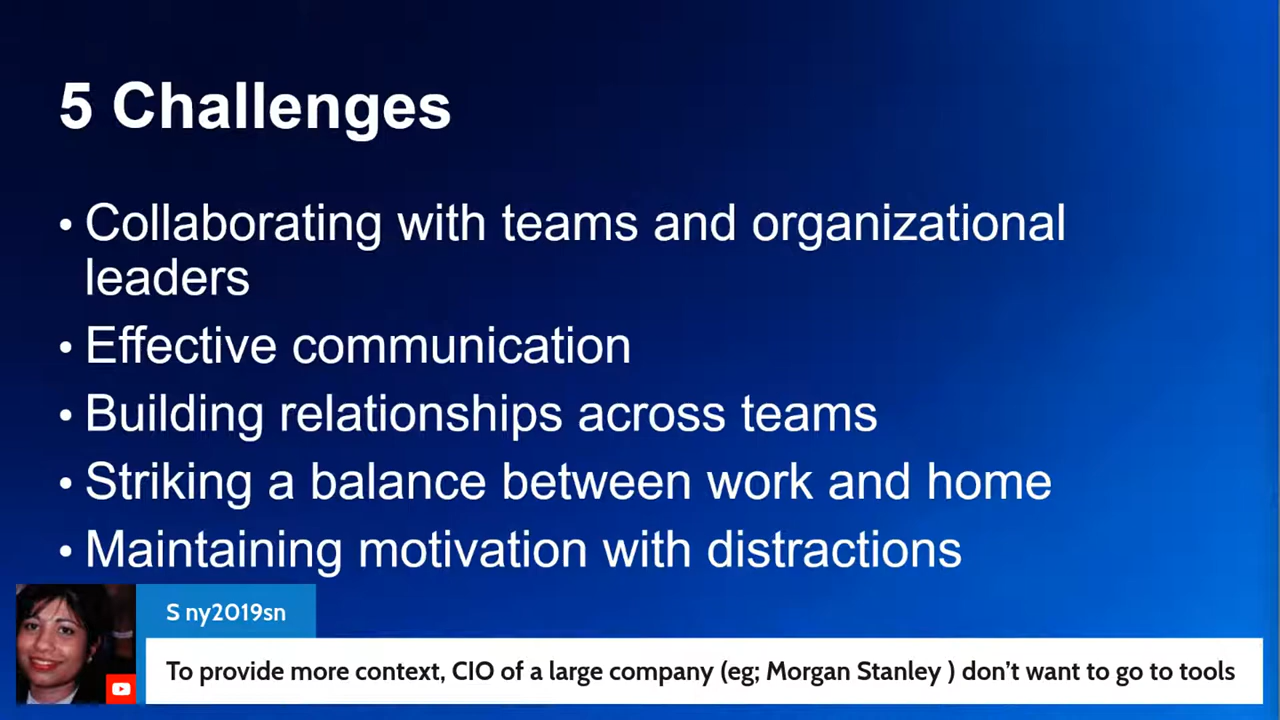 5 Challenges
• Collaborating with teams and organizational
leaders
• Effective communication
• Building relationships across teams
• Striking a balance between work and home
• Maintaining motivation with distractions
S ny2019sn
To provide more context, CIO of a large company (eg; Morgan Stanley ) don’t want to go to tools